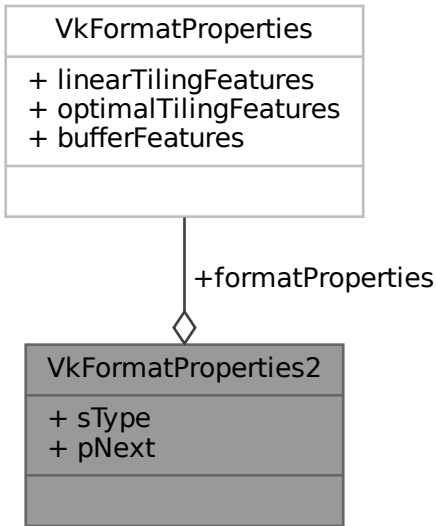 VkFormatProperties
+ linearTilingFeatures
+ optimalTilingFeatures
+ bufferFeatures
+formatProperties
VkFormatProperties2
+ sType
+ pNext